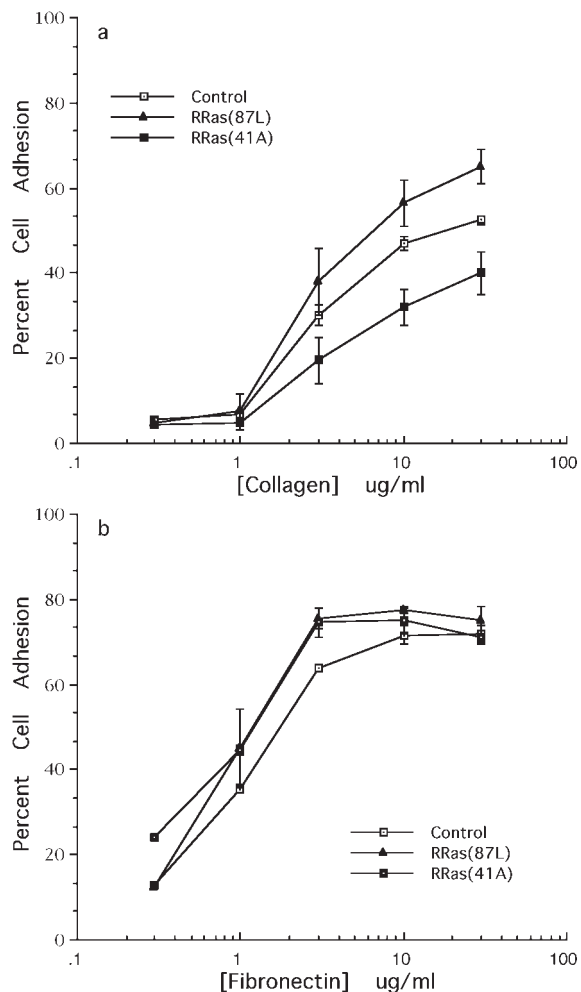 a
100
80
60
40
20
0
Percent Cell Adhesion
Control
RRas(87L)
RRas(41A)
.1
1
10
100
[Collagen] ug/ml
b
100
80
60
40
20
0
Percent Cell Adhesion
Control
RRas(87L)
RRas(41A)
.1
1
10
100
[Fibronectin] ug/ml